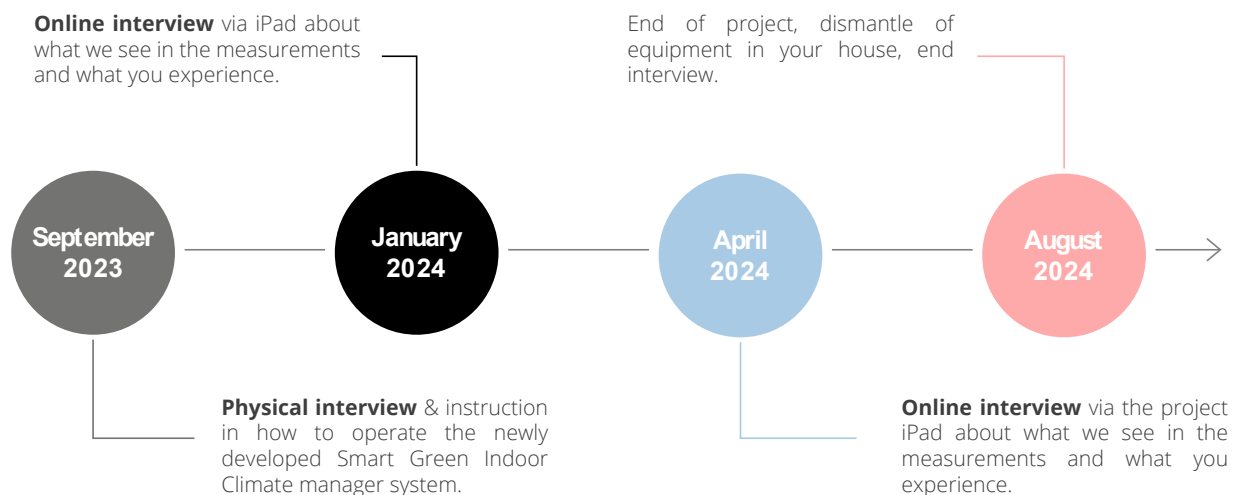 Online interview via iPad about
what we see in the measurements
and what you experience.
End of project, dismantle of
equipment in your house, end
interview.
September
2023
January
2024
April
2024
August
2024
Physical interview & instruction
in how to operate the newly
developed Smart Green Indoor
Climate manager system.
Online interview via the project
iPad about what we see in the
measurements and what you
experience.